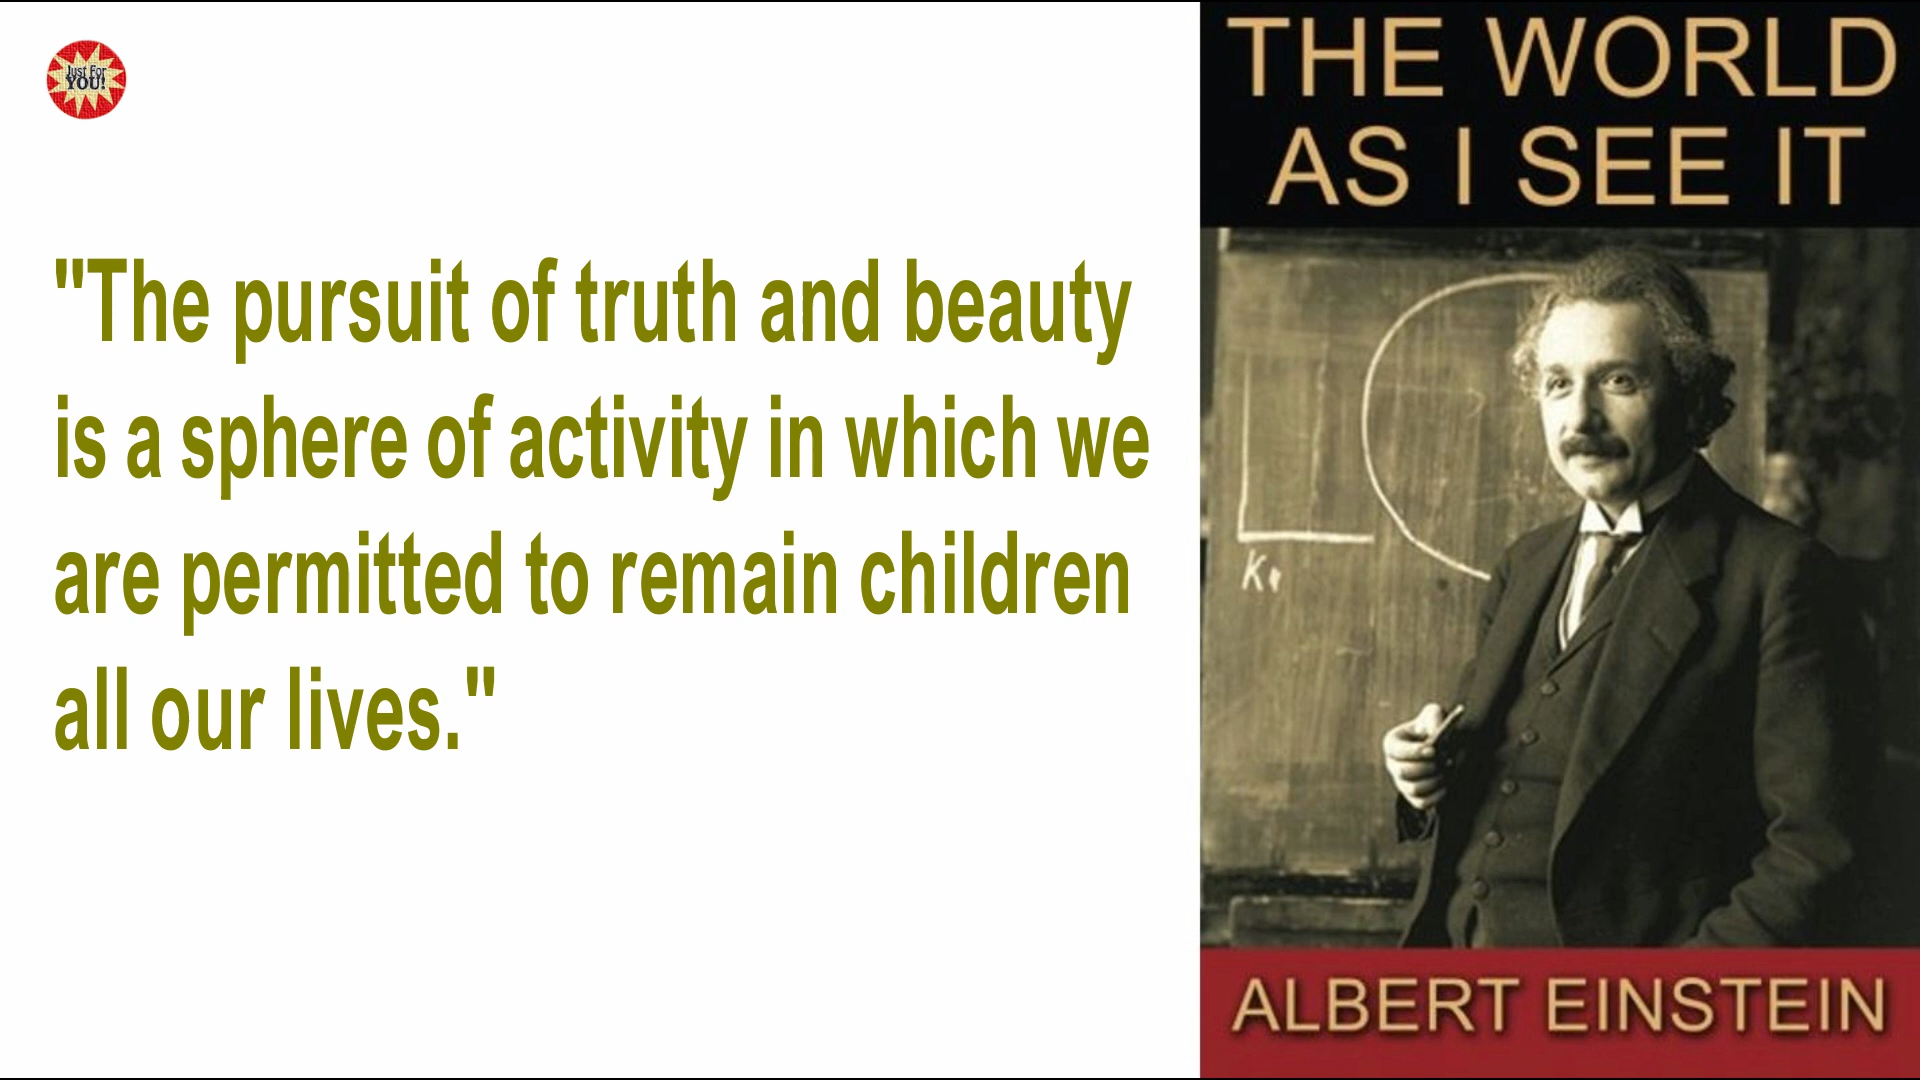 Just For
YOU!
"The pursuit of truth and beauty
is a sphere of activity in which we
are permitted to remain children
all our lives."
THE WORLD
AS I SEE IT
K1
ALBERT EINSTEIN